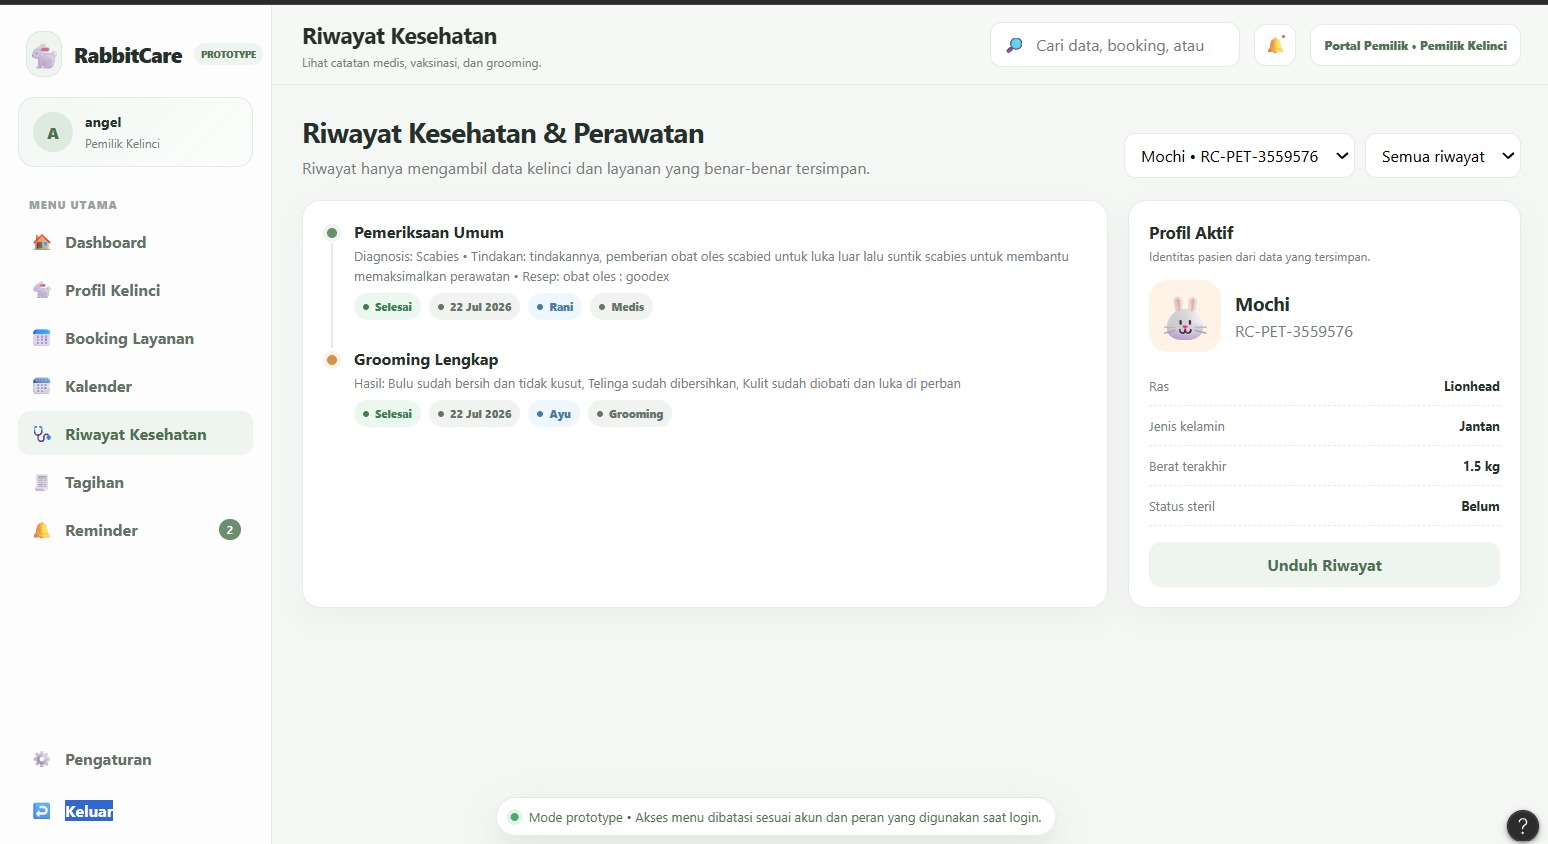 RabbitCare
PROTOTYPE
A
angel
Pemilik Kelinci
MENU UTAMA
Dashboard
Profil Kelinci
Booking Layanan
Kalender
Riwayat Kesehatan
Tagihan
Reminder
2
Pengaturan
Keluar
Riwayat Kesehatan
Lihat catatan medis, vaksinasi, dan grooming.
Cari data, booking, atau
Portal Pemilik • Pemilik Kelinci
Riwayat Kesehatan & Perawatan
Riwayat hanya mengambil data kelinci dan layanan yang benar-benar tersimpan.
Mochi • RC-PET-3559576
Semua riwayat
Pemeriksaan Umum
Diagnosis: Scabies • Tindakan: tindakannya, pemberian obat oles scabied untuk luka luar lalu suntik scabies untuk membantu
memaksimalkan perawatan • Resep: obat oles : goodex
Selesai
22 Jul 2026
Rani
Medis
Grooming Lengkap
Hasil: Bulu sudah bersih dan tidak kusut, Telinga sudah dibersihkan, Kulit sudah diobati dan luka di perban
Selesai
22 Jul 2026
Ayu
Grooming
Profil Aktif
Identitas pasien dari data yang tersimpan.
Mochi
RC-PET-3559576
Ras
Lionhead
Jenis kelamin
Jantan
Berat terakhir
1.5 kg
Status steril
Belum
Unduh Riwayat
Mode prototype • Akses menu dibatasi sesuai akun dan peran yang digunakan saat login.
?